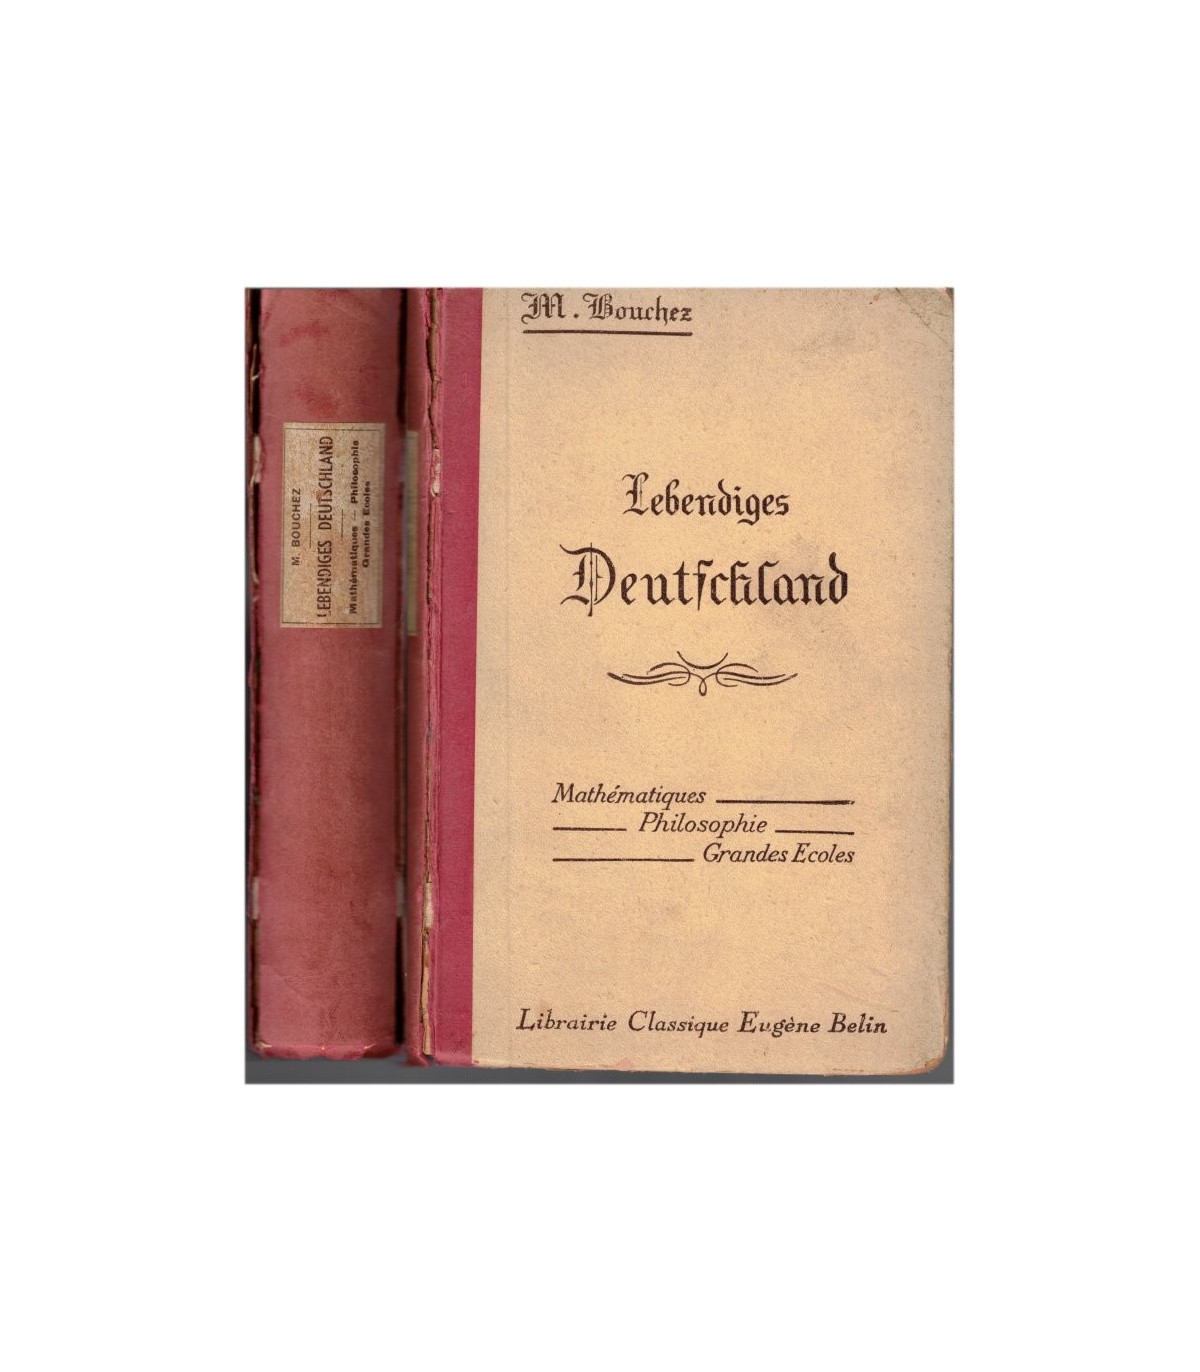 M. BOUCHEZ
LEBENDIGES DEUTSCHLAND
Mathématiques — Philosophie
Grandes Ecoles
M. Bouchez
Lebendiges
Deutſchland
Mathématiques
Philosophie
Grandes Ecoles
Librairie Classique Eugène Belin